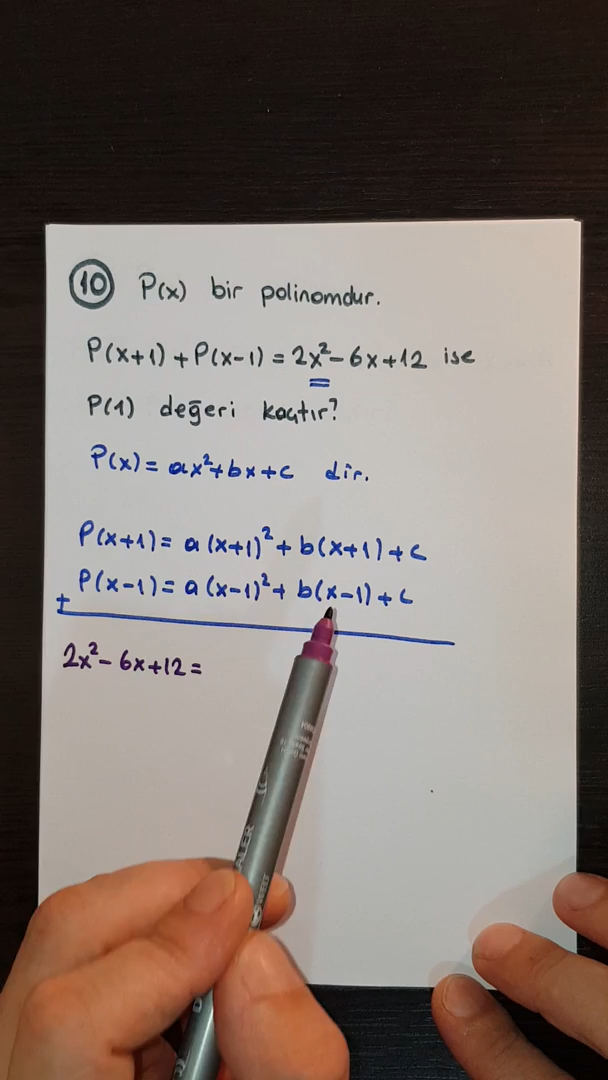 10 P(x) bir polinomdur.
P(x+1)+P(x-1)=2x²-6x+12 ise
P(1) değeri kaçtır?
P(x)=ax²+bx+c dir.
P(x+1)=a(x+1)²+b(x+1)+c
P(x-1)=a(x-1)²+b(x-1)+c
+
2x²-6x+12=